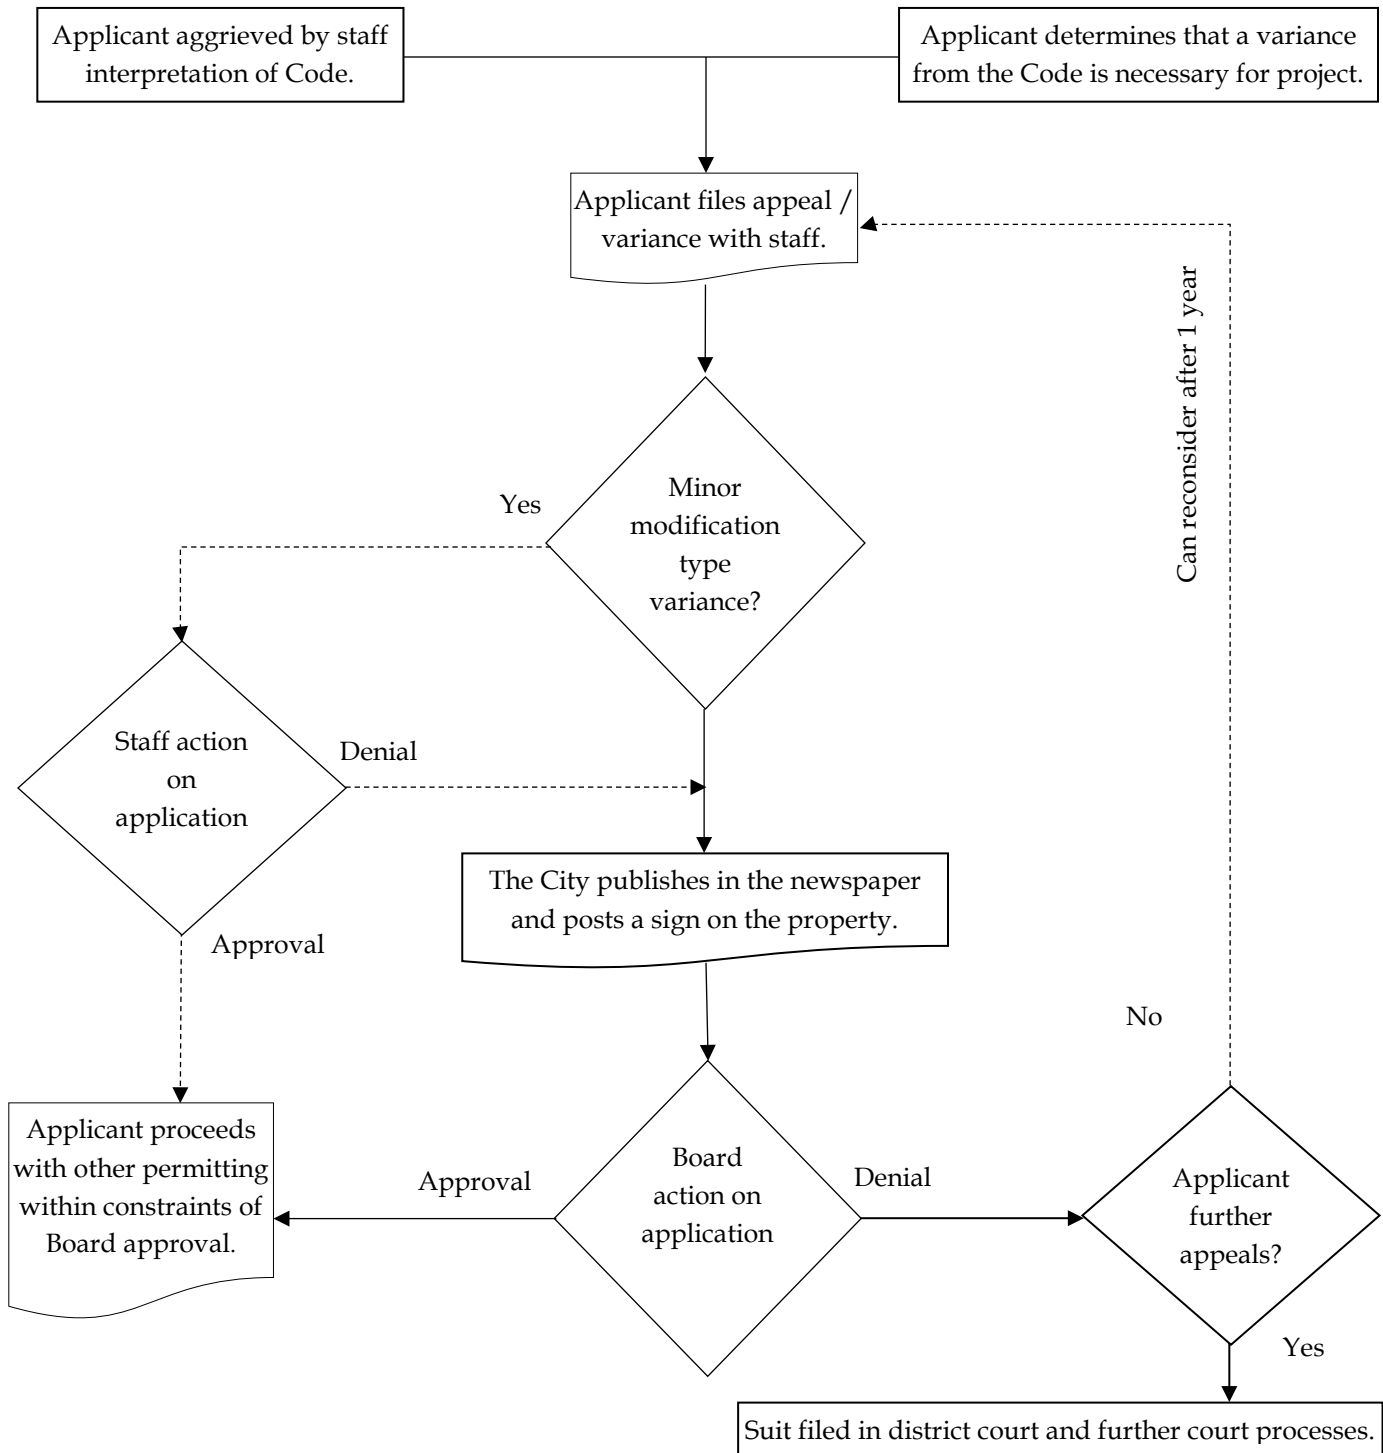 Applicant aggrieved by staff
interpretation of Code.
Applicant determines that a variance
from the Code is necessary for project.
Applicant files appeal /
variance with staff.
Can reconsider after 1 year
Minor
modification
type
variance?
Yes
Staff action
on
application
Denial
Approval
The City publishes in the newspaper
and posts a sign on the property.
No
Applicant proceeds
with other permitting
within constraints of
Board approval.
Approval
Board
action on
application
Denial
Applicant
further
appeals?
Yes
Suit filed in district court and further court processes.